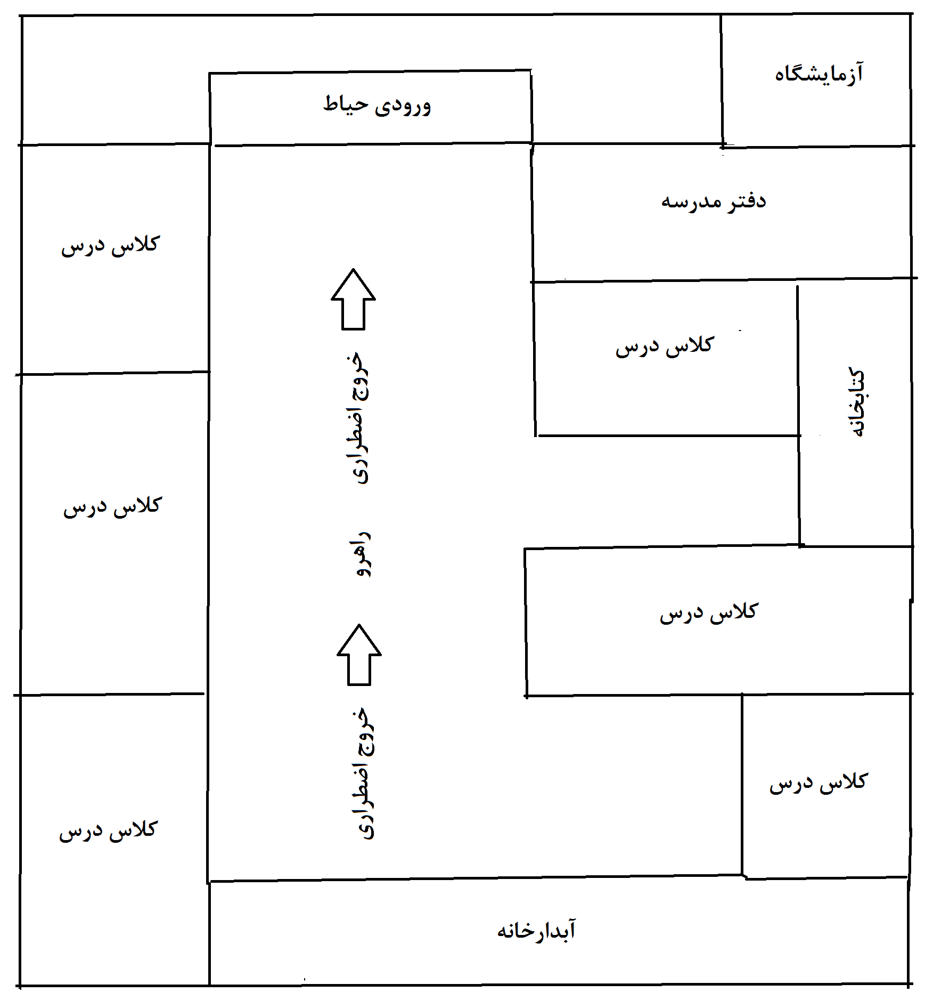 آزمایشگاه
ورودی حیاط
دفتر مدرسه
کلاس درس
کلاس درس
کتابخانه
خروج اضطراری
کلاس درس
راهرو
کلاس درس
خروج اضطراری
کلاس درس
کلاس درس
آبدارخانه